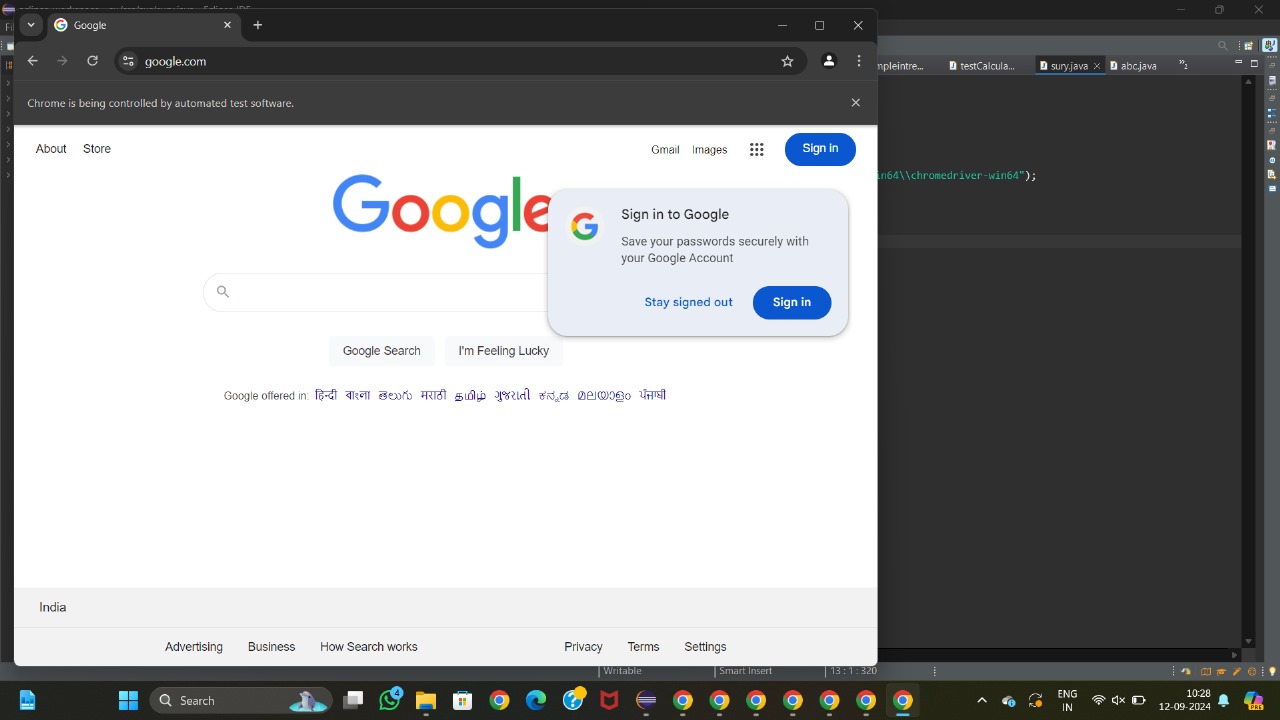 Google
google.com
Chrome is being controlled by automated test software.
mpleintre...
testCalcula...
sury.java
abc.java
in64\\chromedriver-win64");
About
Store
Gmail
Images
Sign in
Google
Sign in to Google
Save your passwords securely with
your Google Account
Stay signed out
Sign in
Google Search
I'm Feeling Lucky
Google offered in: हिन्दी বাংলা తెలుగు मराठी தமிழ் ગુજરાતી ಕನ್ನಡ മലയാളം ਪੰਜਾਬੀ
India
Advertising
Business
How Search works
Privacy
Terms
Settings
Writable
Smart Insert
13 : 1 : 320
Search
4
ENG
IN
10:28
12-09-2024
PRE